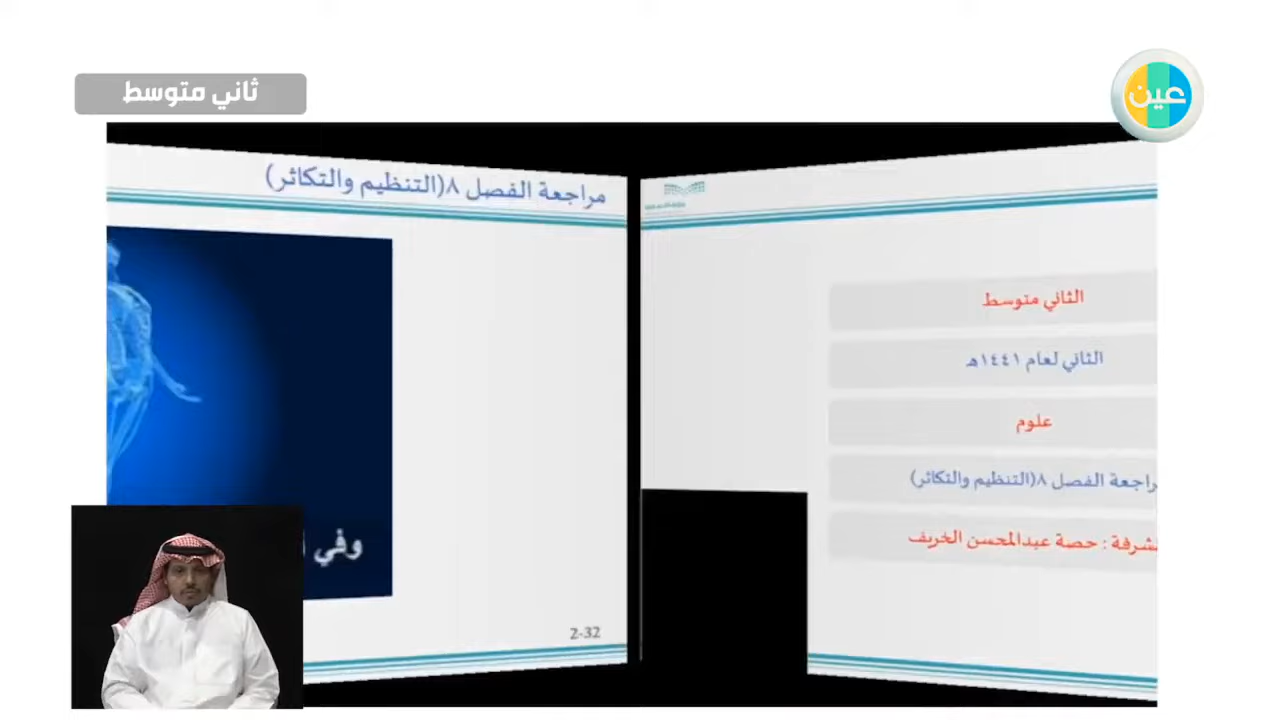 ثاني متوسط
عين
مراجعة الفصل ٨(التنظيم والتكاثر)
وفي
2-32
الثاني متوسط
الثاني لعام ١٤٤١هـ
علوم
راجعة الفصل ٨(التنظيم والتكاثر)
شرفة : حصة عبدالمحسن الخريف